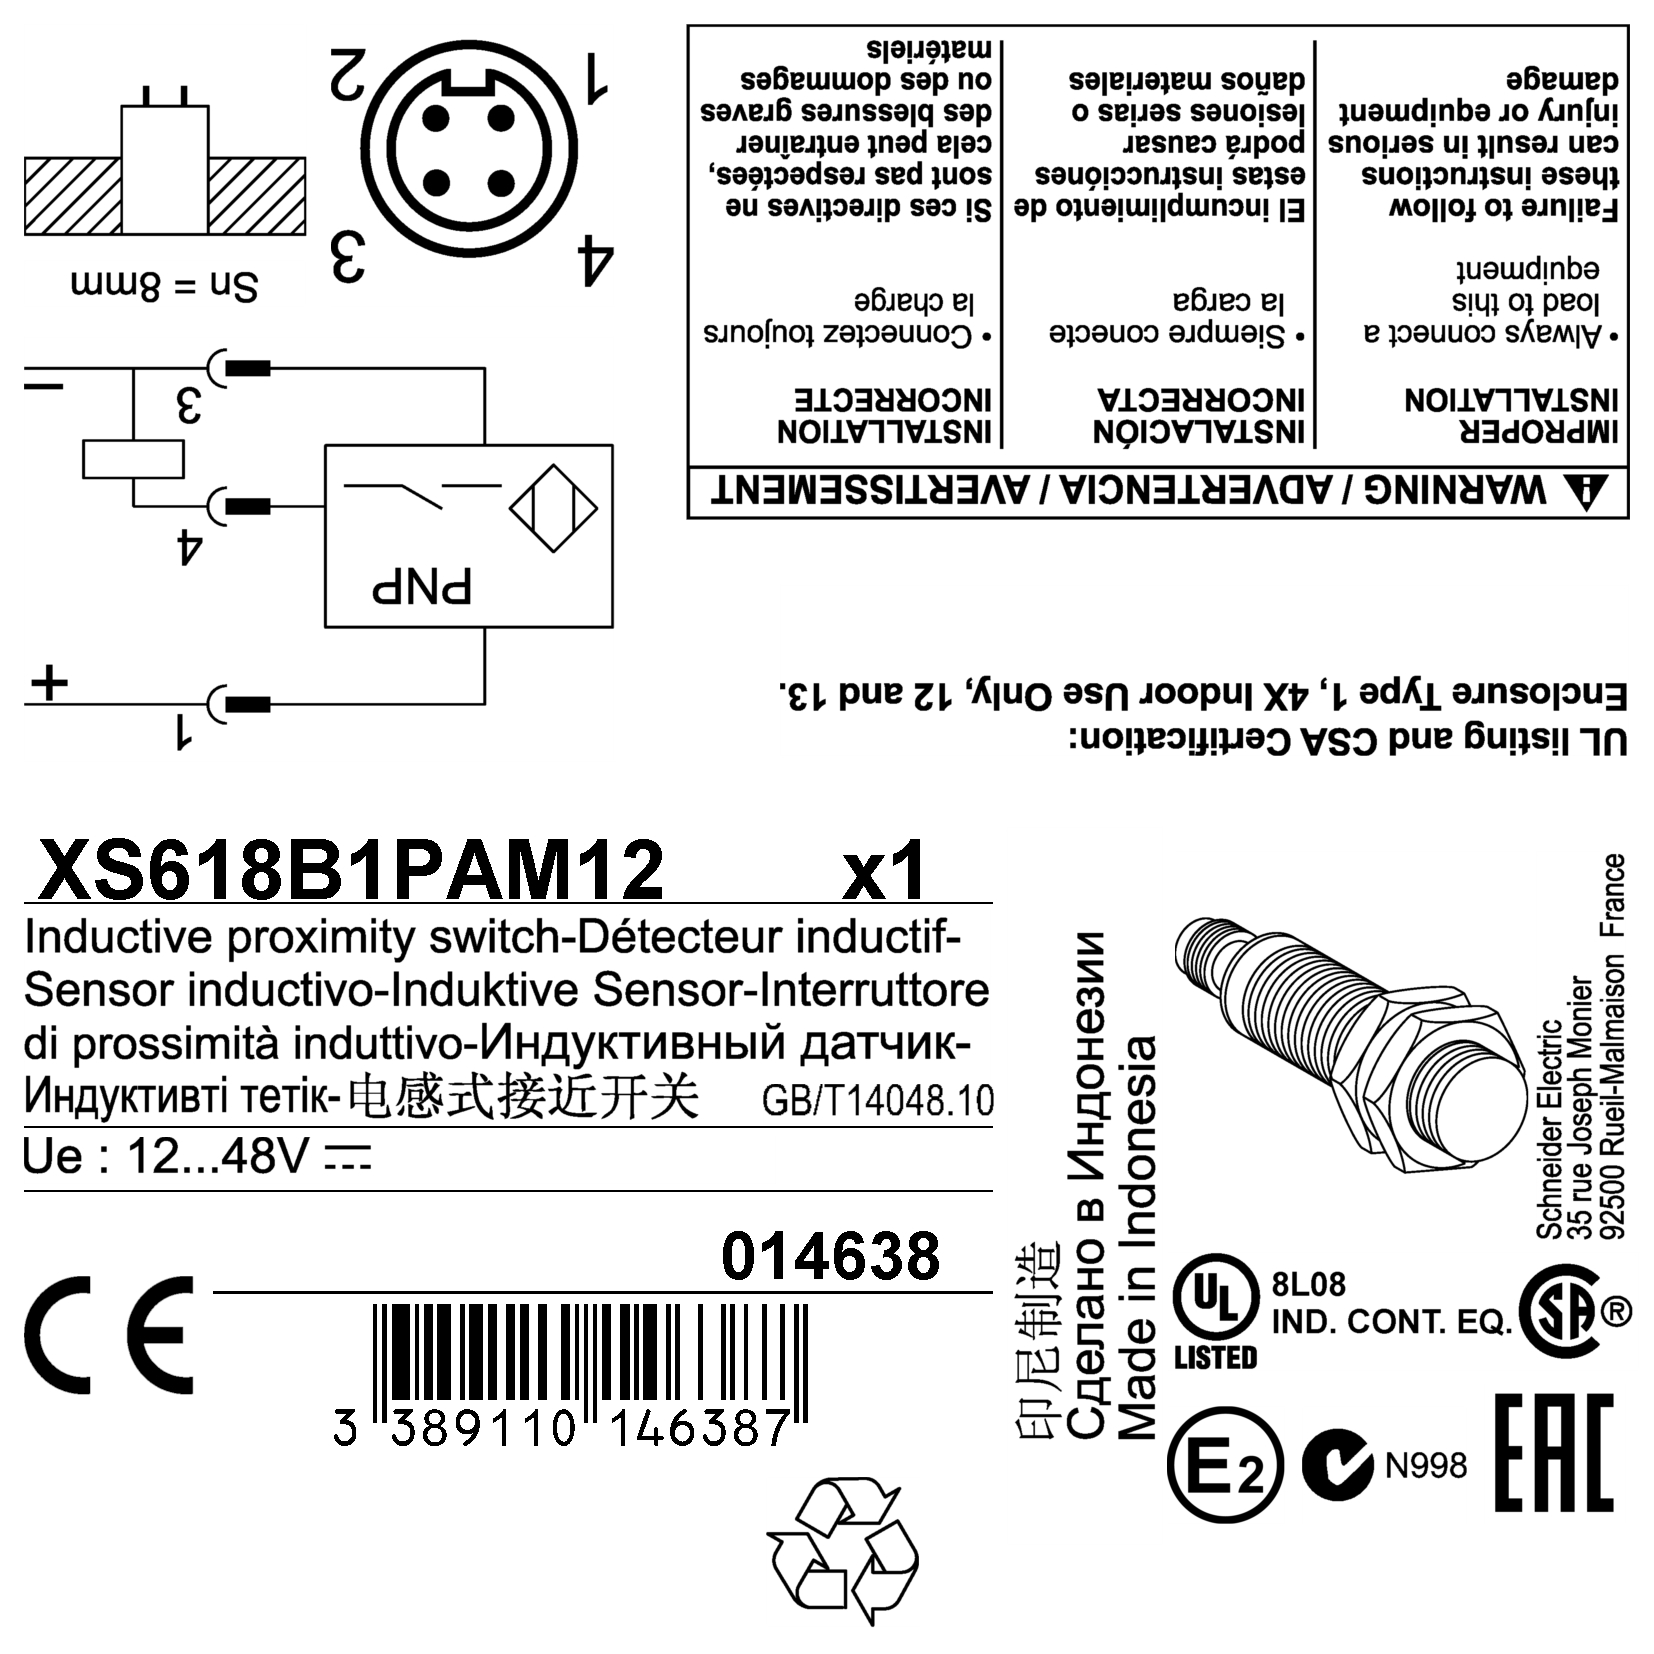 XS618B1PAM12 x1
Inductive proximity switch-Détecteur inductif-
Sensor inductivo-Induktive Sensor-Interruttore
di prossimità induttivo-Индуктивный датчик-
Индуктивті тетік-电感式接近开关 GB/T14048.10
Ue : 12...48V
014638
3 389110 146387
CE
印尼制造
Сделано в Индонезии
Made in Indonesia
Schneider Electric
35 rue Joseph Monier
92500 Rueil-Malmaison France
UL
LISTED
8L08
IND. CONT. EQ.
SA ®
E2
N998
EAC
UL listing and CSA Certification:
Enclosure Type 1, 4X Indoor Use Only, 12 and 13.
WARNING / ADVERTENCIA / AVERTISSEMENT
IMPROPER
INSTALLATION
• Always connect a
load to this
equipment
Failure to follow
these instructions
can result in serious
injury or equipment
damage
INSTALACIÓN
INCORRECTA
• Siempre conecte
la carga
El incumplimiento de
estas instrucciónes
podrá causar
lesiones serias o
daños materiales
INSTALLATION
INCORRECTE
• Connectez toujours
la charge
Si ces directives ne
sont pas respectées,
cela peut entraîner
des blessures graves
ou des dommages
matériels
1
+
PNP
4
3
−
Sn = 8mm
4
3
1
2